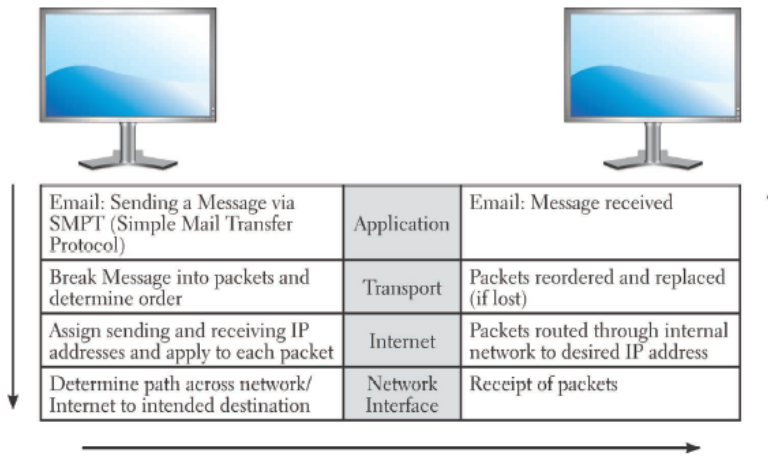 Email: Sending a Message via
SMPT (Simple Mail Transfer
Protocol)
Application
Email: Message received
Break Message into packets and
determine order
Transport
Packets reordered and replaced
(if lost)
Assign sending and receiving IP
addresses and apply to each packet
Internet
Packets routed through internal
network to desired IP address
Determine path across network/
Internet to intended destination
Network
Interface
Receipt of packets